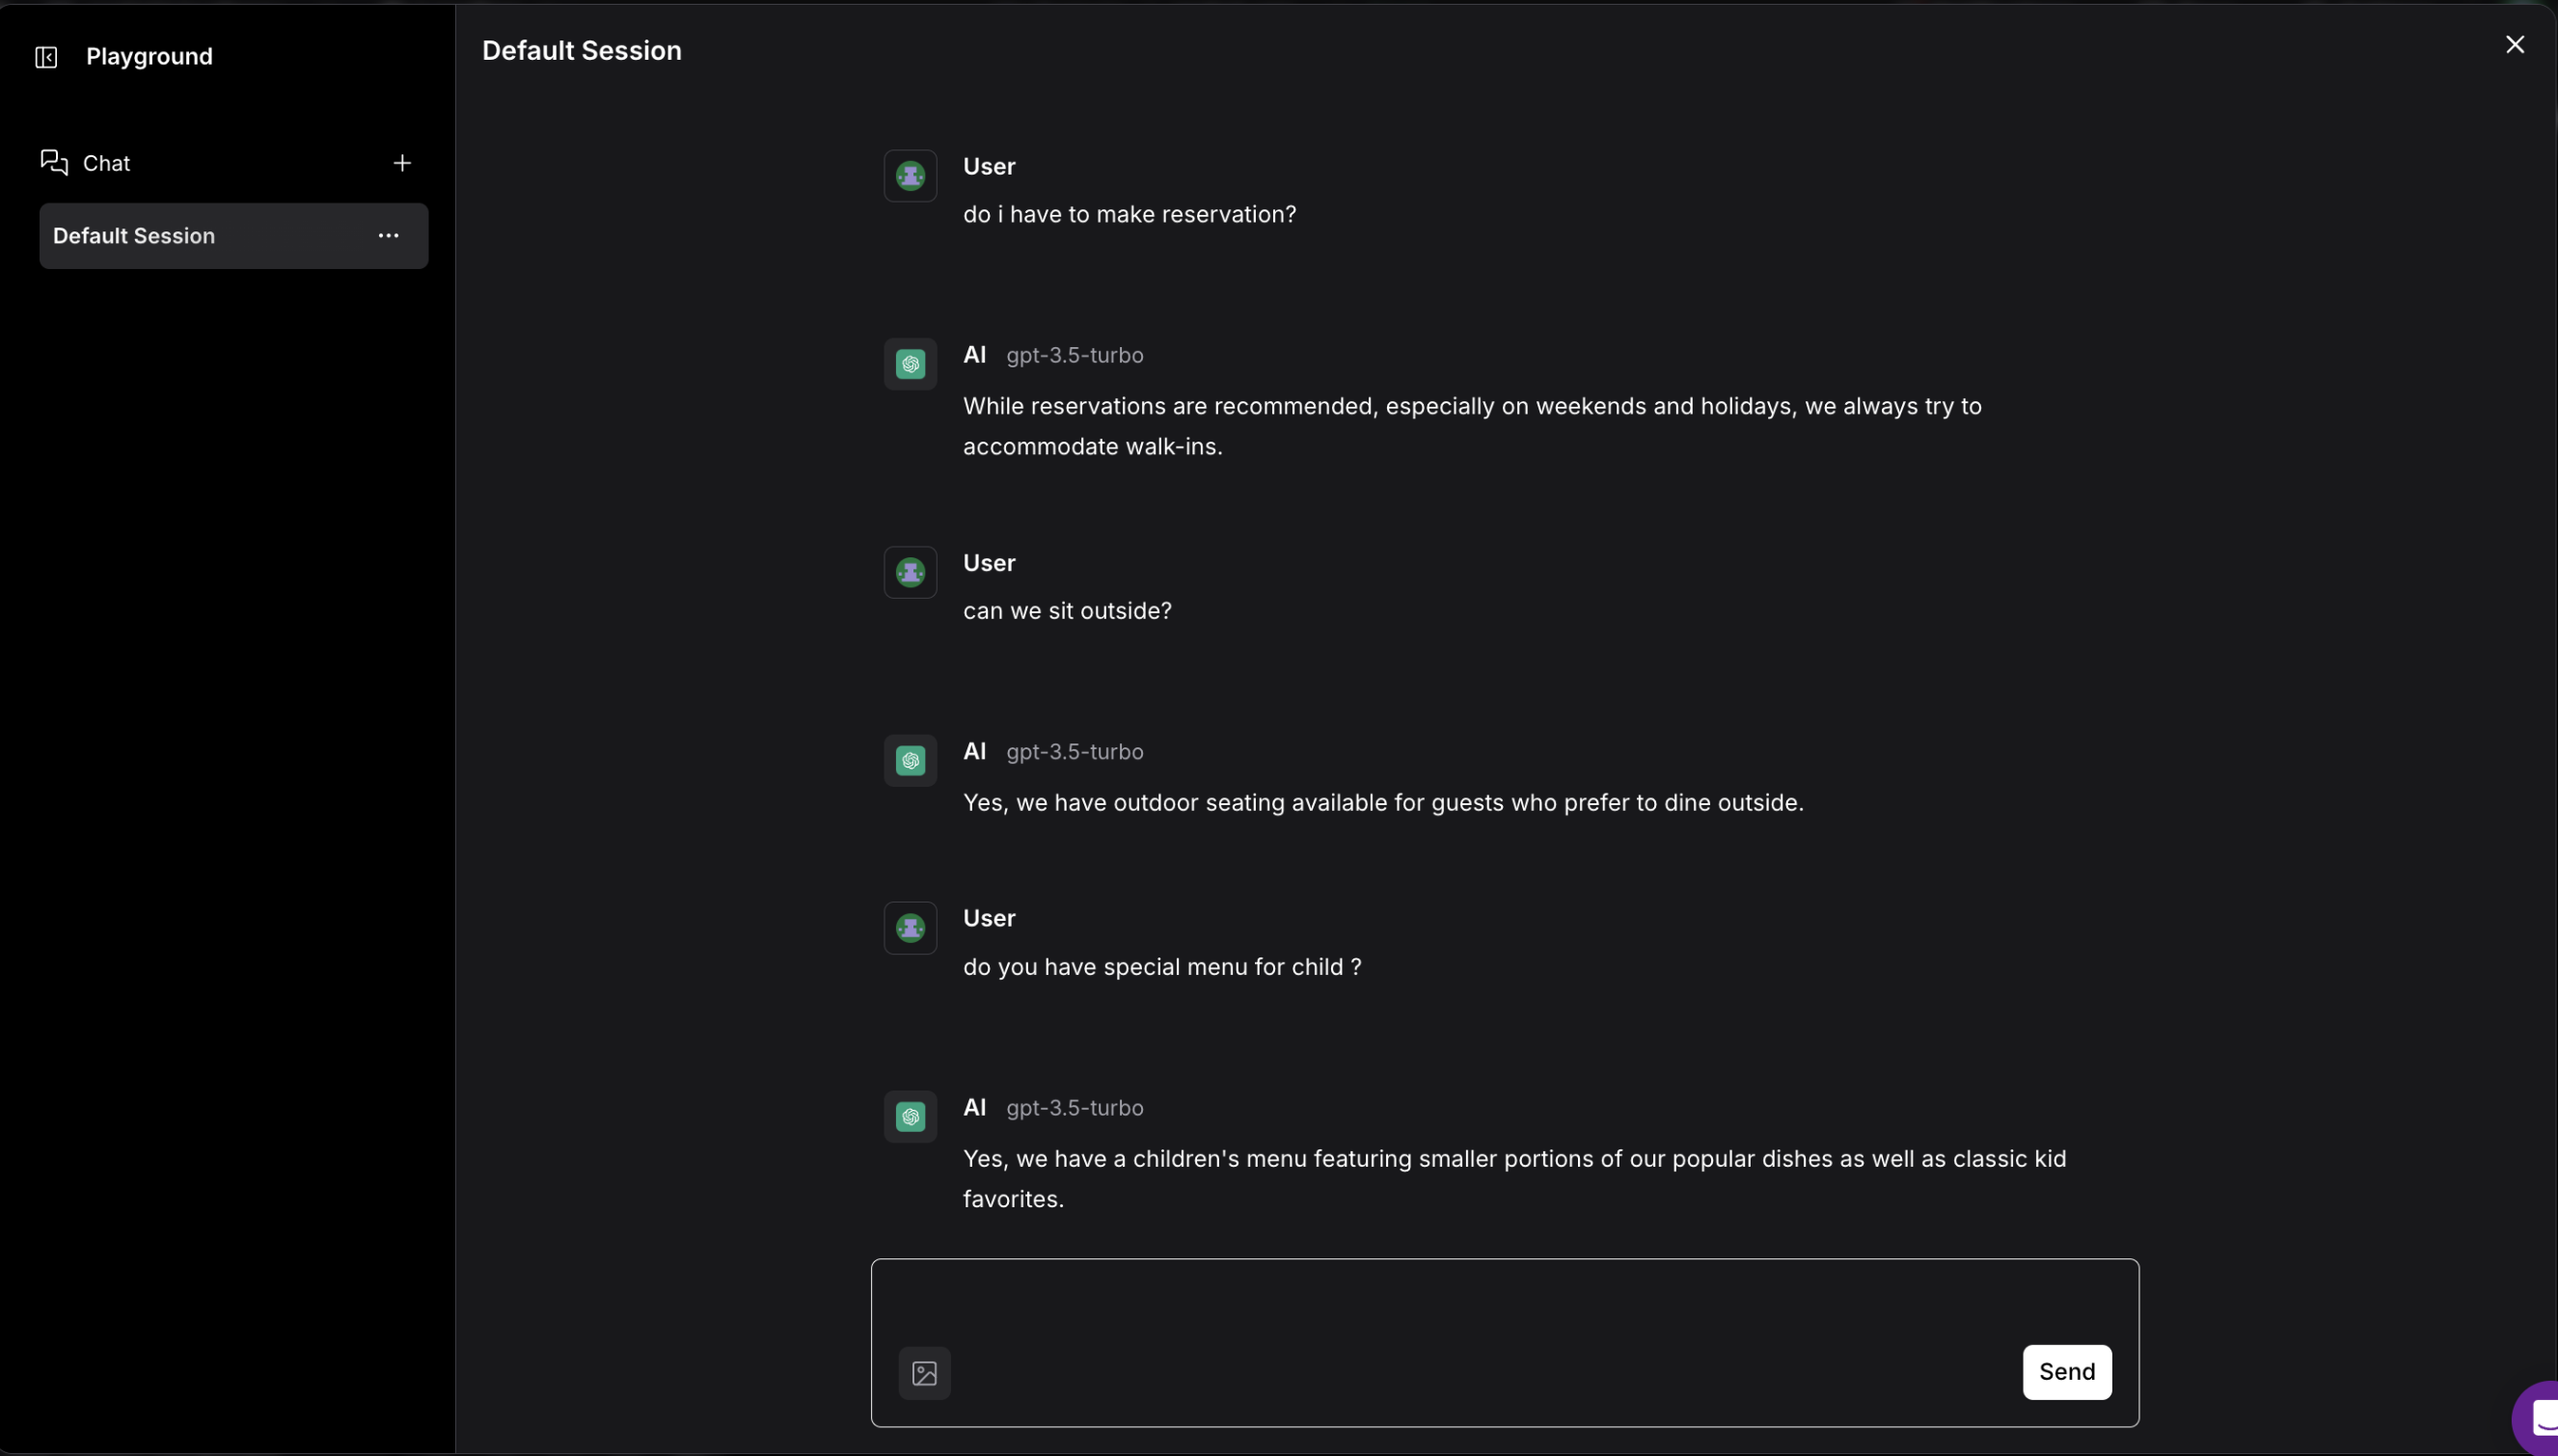 Playground
Chat
Default Session
Default Session
User
do i have to make reservation?
AI gpt-3.5-turbo
While reservations are recommended, especially on weekends and holidays, we always try to
accommodate walk-ins.
User
can we sit outside?
AI gpt-3.5-turbo
Yes, we have outdoor seating available for guests who prefer to dine outside.
User
do you have special menu for child ?
AI gpt-3.5-turbo
Yes, we have a children's menu featuring smaller portions of our popular dishes as well as classic kid
favorites.
Send